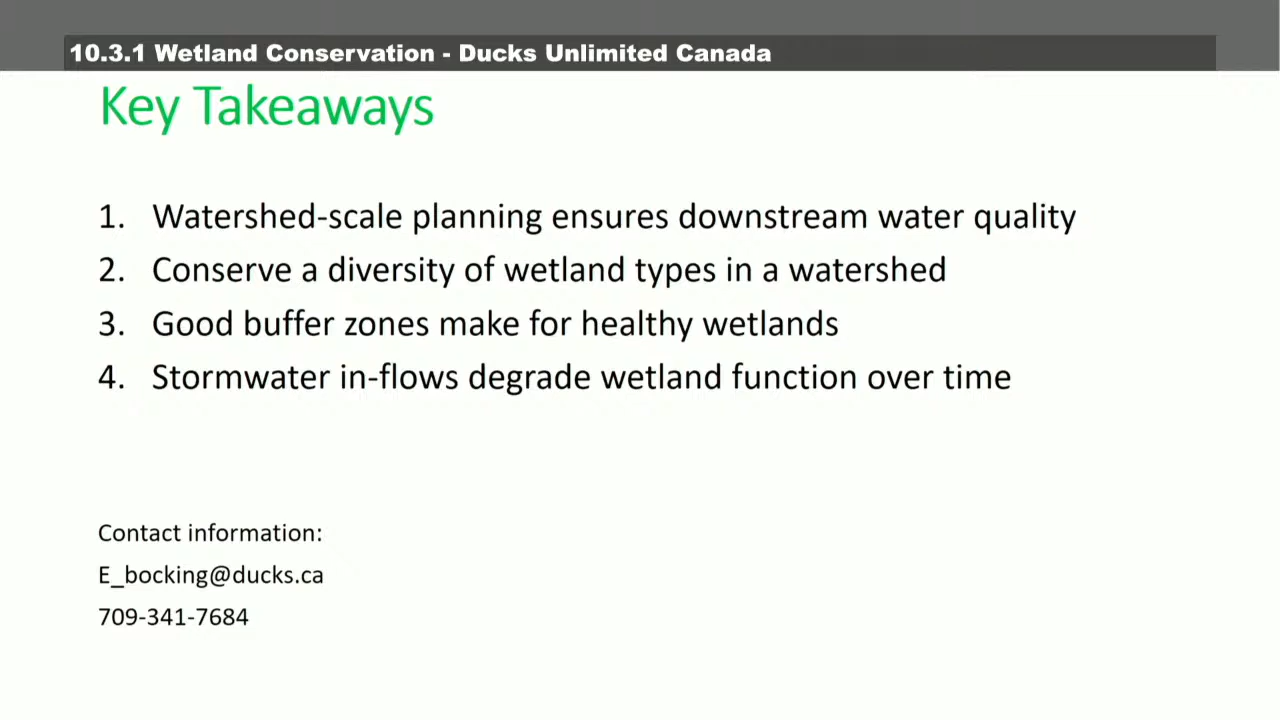 10.3.1 Wetland Conservation - Ducks Unlimited Canada
Key Takeaways
1. Watershed-scale planning ensures downstream water quality
2. Conserve a diversity of wetland types in a watershed
3. Good buffer zones make for healthy wetlands
4. Stormwater in-flows degrade wetland function over time
Contact information:
E_bocking@ducks.ca
709-341-7684